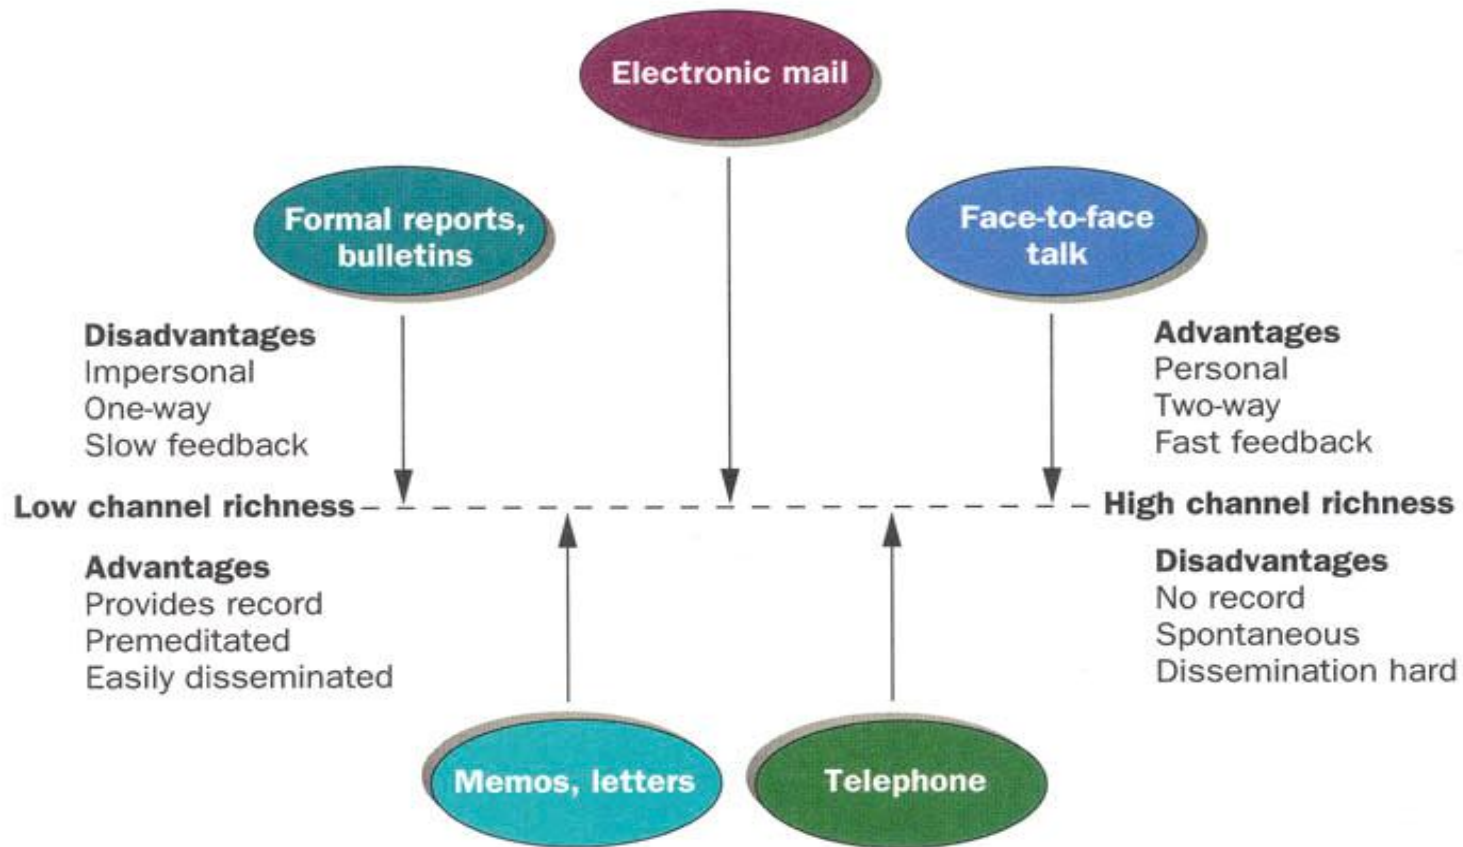 Electronic mail
Formal reports,
bulletins
Face-to-face
talk
Disadvantages
Impersonal
One-way
Slow feedback
Advantages
Personal
Two-way
Fast feedback
Low channel richness
High channel richness
Advantages
Provides record
Premeditated
Easily disseminated
Disadvantages
No record
Spontaneous
Dissemination hard
Memos, letters
Telephone